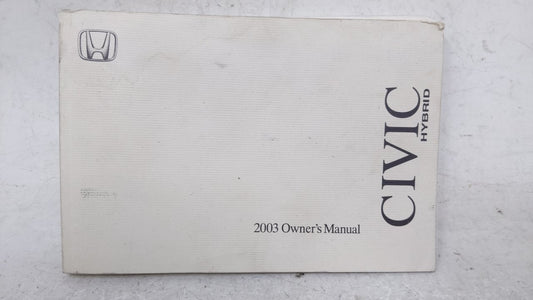 CIVIC
HYBRID
2003 Owner's Manual